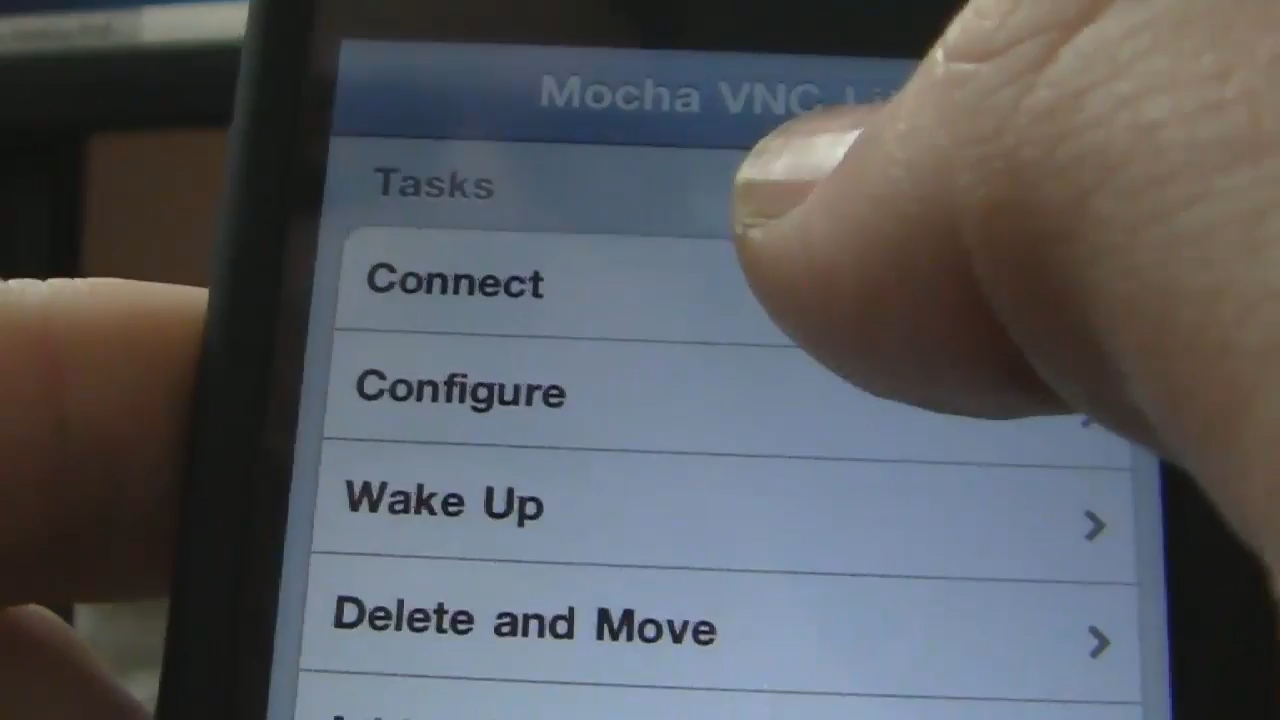 Mocha VNC
Tasks
Connect
Configure
Wake Up
Delete and Move